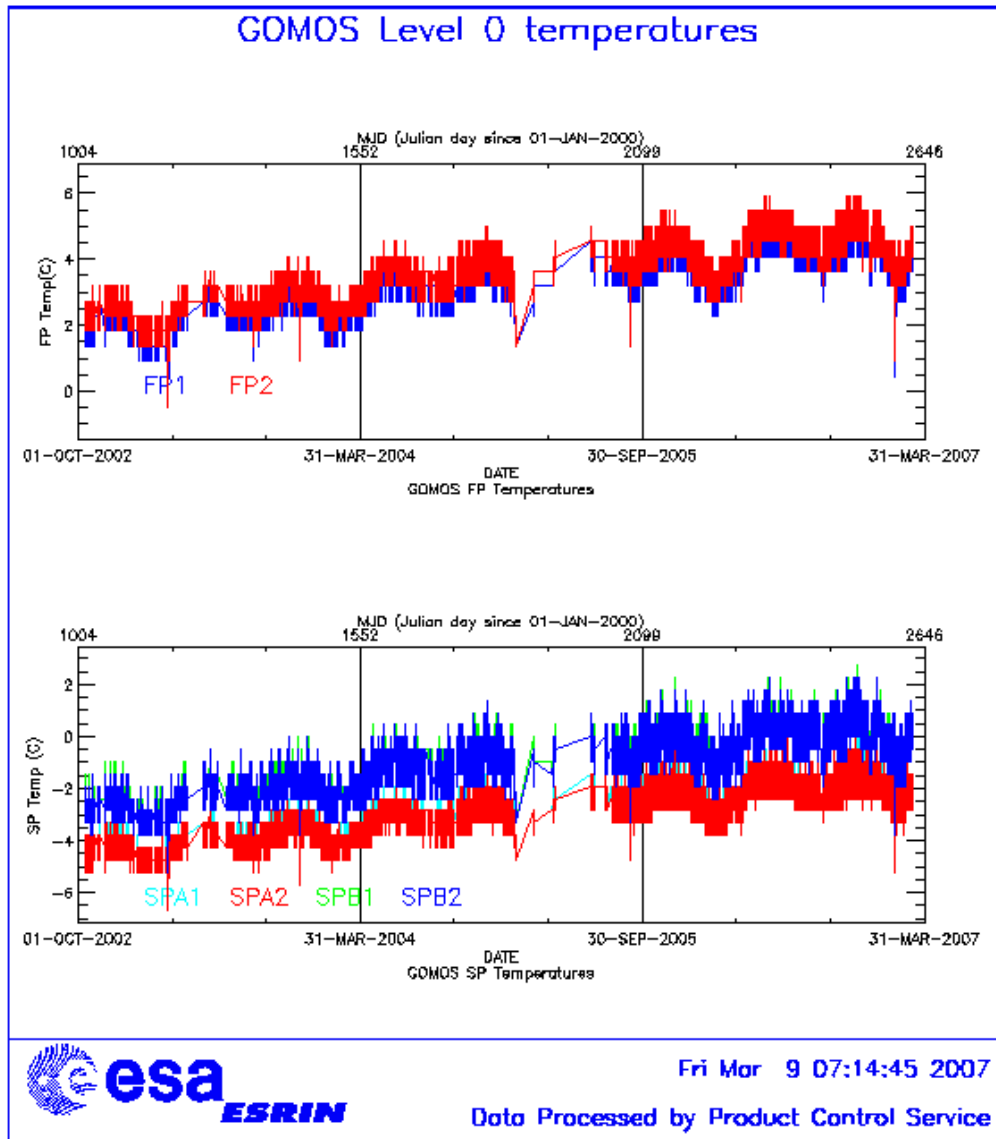 GOMOS Level 0 temperatures
MJD (Julian day since 01-JAN-2000)
1004 1552 2099 2646
6
4
2
0
FP Temp(C)
FP1 FP2
01-OCT-2002 31-MAR-2004 30-SEP-2005 31-MAR-2007
DATE
GOMOS FP Temperatures
MJD (Julian day since 01-JAN-2000)
1004 1552 2099 2646
2
0
-2
-4
-6
SP Temp (C)
SPA1 SPA2 SPB1 SPB2
01-OCT-2002 31-MAR-2004 30-SEP-2005 31-MAR-2007
DATE
GOMOS SP Temperatures
esa
ESRIN
Fri Mar 9 07:14:45 2007
Data Processed by Product Control Service